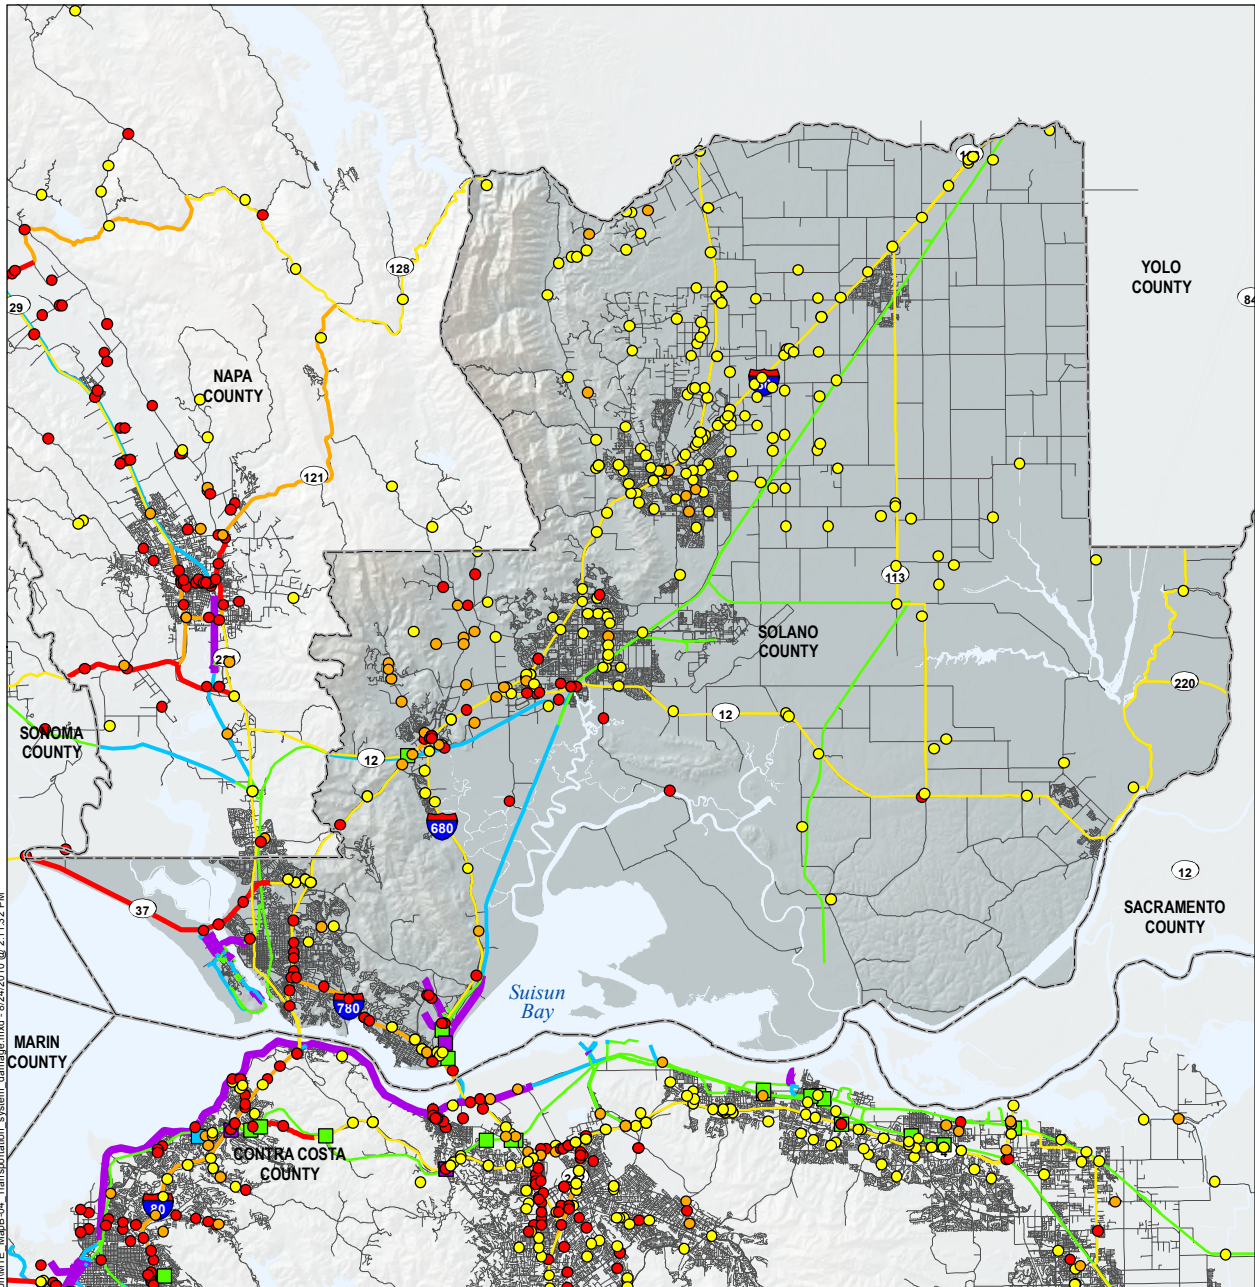 128
YOLO
COUNTY
84
29
NAPA
COUNTY
121
113
SOLANO
COUNTY
220
12
SONOMA
COUNTY
12
680
12
SACRAMENTO
COUNTY
37
Suisun
Bay
780
MARIN
COUNTY
CONTRA COSTA
COUNTY
80